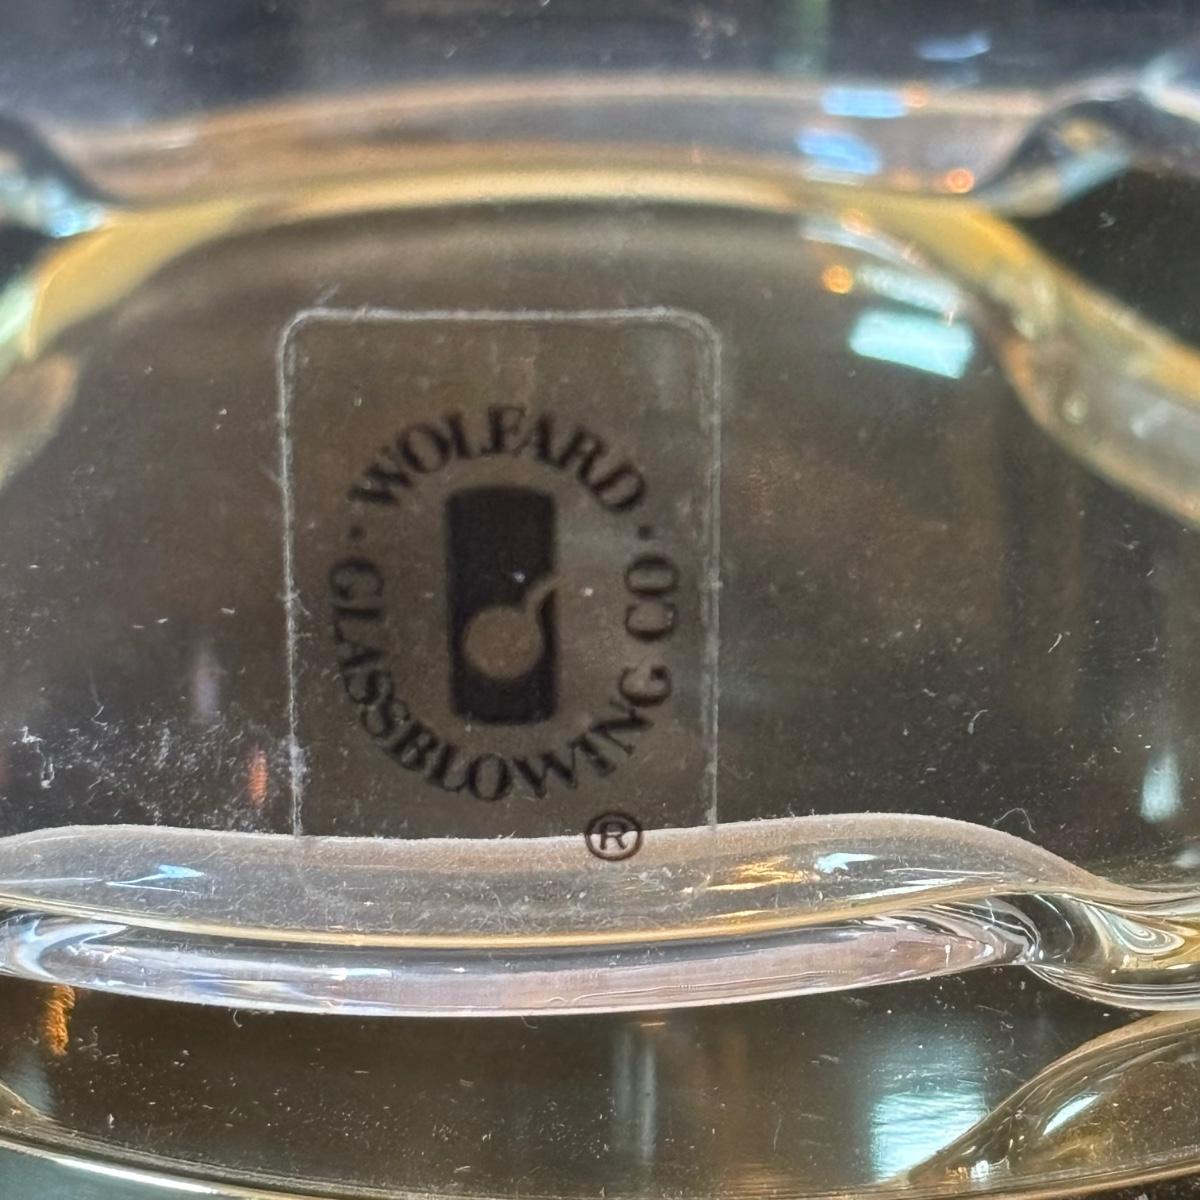 · WOLFARD ·
GLASSBLOWING CO
®